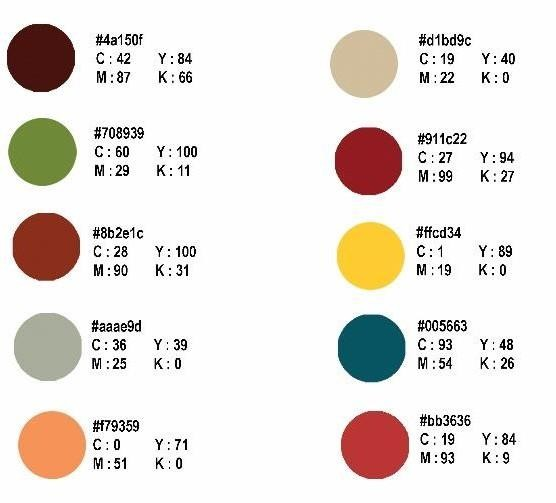 #4a150f
C : 42 Y : 84
M : 87 K : 66
#708939
C : 60 Y : 100
M : 29 K : 11
#8b2e1c
C : 28 Y : 100
M : 90 K : 31
#aaae9d
C : 36 Y : 39
M : 25 K : 0
#f79359
C : 0 Y : 71
M : 51 K : 0
#d1bd9c
C : 19 Y : 40
M : 22 K : 0
#911c22
C : 27 Y : 94
M : 99 K : 27
#ffcd34
C : 1 Y : 89
M : 19 K : 0
#005663
C : 93 Y : 48
M : 54 K : 26
#bb3636
C : 19 Y : 84
M : 93 K : 9